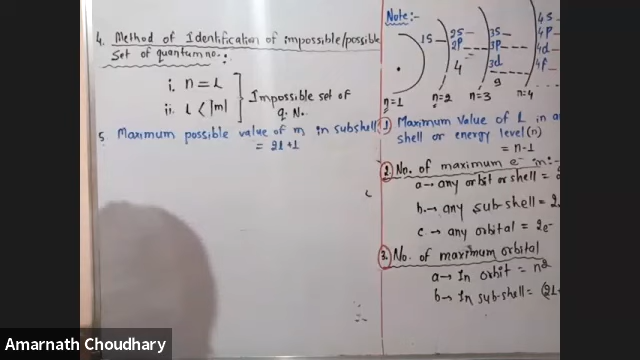 4. Method of Identification of impossible/possible
Set of quantum no.:
i. n = L
ii. L < |m|
Impossible set of
q. N.
5. Maximum possible value of m in subshell
= 2L+1
Note:-
1S
2S
2P
4
3S
3P
3d
9
4S
4P
4d
4f
n=1
n=2
n=3
n=4
1) Maximum value of L in a
shell or energy level (n)
= n-1
2. No. of maximum e⁻ in:-
a → any orbit or shell =
b. → any sub-shell = 2
c → any orbital = 2e⁻
3. No. of maximum orbital
a → In orbit = n²
b → In sub-shell = (2L
Amarnath Choudhary